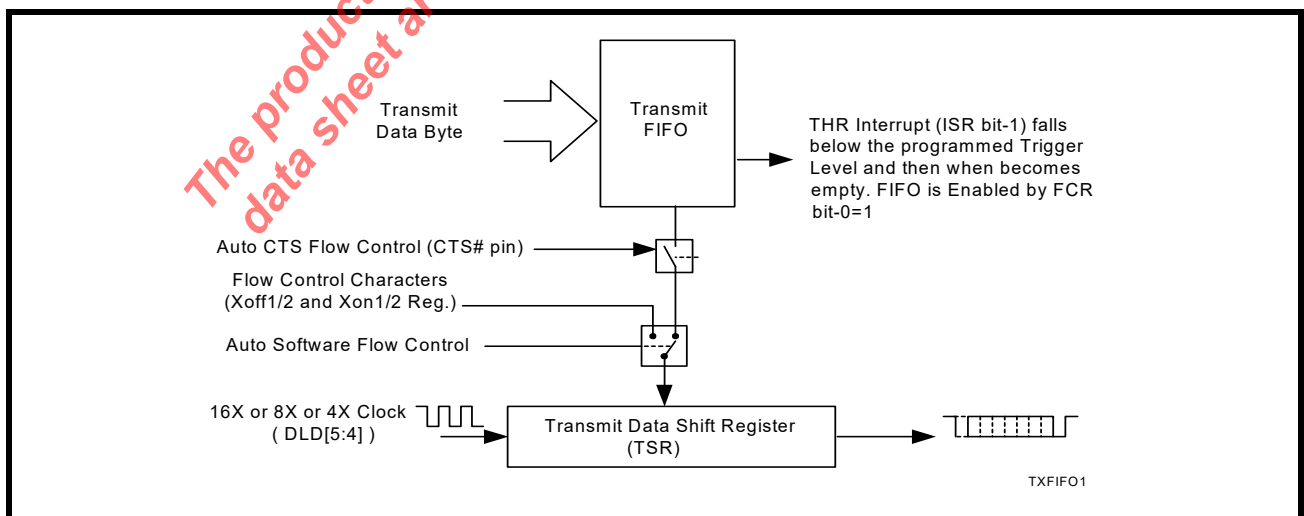 The produc
data sheet a
Transmit
Data Byte
Transmit
FIFO
THR Interrupt (ISR bit-1) falls
below the programmed Trigger
Level and then when becomes
empty. FIFO is Enabled by FCR
bit-0=1
Auto CTS Flow Control (CTS# pin)
Flow Control Characters
(Xoff1/2 and Xon1/2 Reg.)
Auto Software Flow Control
16X or 8X or 4X Clock
( DLD[5:4] )
Transmit Data Shift Register
(TSR)
TXFIFO1